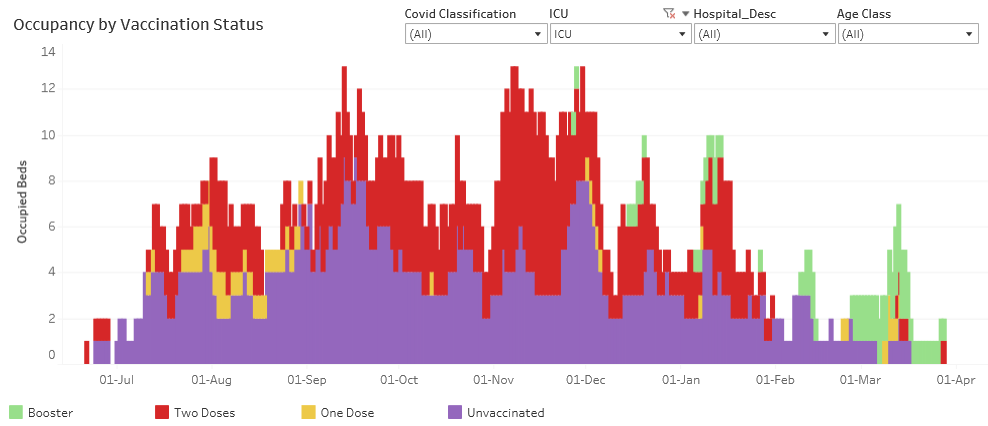 Occupancy by Vaccination Status
Covid Classification
(All)
ICU
ICU
Hospital_Desc
(All)
Age Class
(All)
Occupied Beds
14
12
10
8
6
4
2
0
01-Jul 01-Aug 01-Sep 01-Oct 01-Nov 01-Dec 01-Jan 01-Feb 01-Mar 01-Apr
Booster Two Doses One Dose Unvaccinated